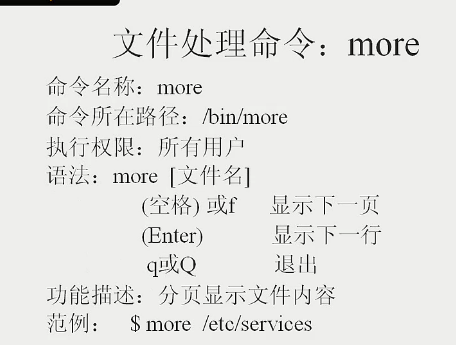 文件处理命令：more
命令名称：more
命令所在路径：/bin/more
执行权限：所有用户
语法：more [文件名]
(空格) 或f 显示下一页
(Enter) 显示下一行
q或Q 退出
功能描述：分页显示文件内容
范例： $ more /etc/services